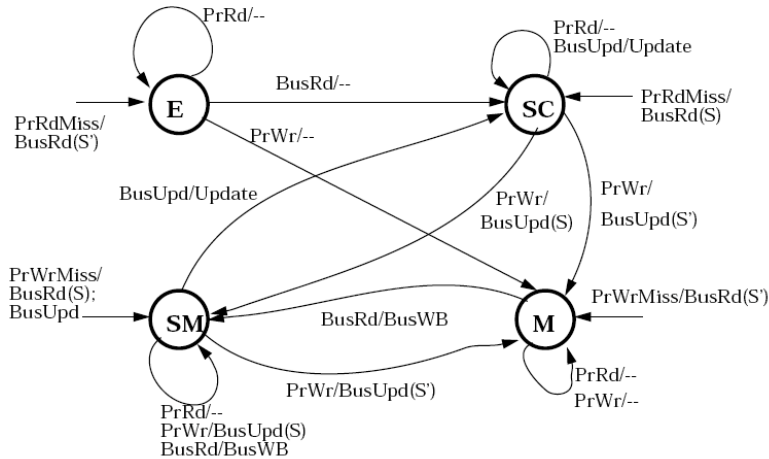 PrRd/--
PrRd/--
BusUpd/Update
E
BusRd/--
SC
PrRdMiss/
BusRd(S')
PrRdMiss/
BusRd(S)
PrWr/--
BusUpd/Update
PrWr/
BusUpd(S)
PrWr/
BusUpd(S')
PrWrMiss/
BusRd(S);
BusUpd
SM
BusRd/BusWB
M
PrWrMiss/BusRd(S')
PrWr/BusUpd(S')
PrRd/--
PrWr/--
PrRd/--
PrWr/BusUpd(S)
BusRd/BusWB